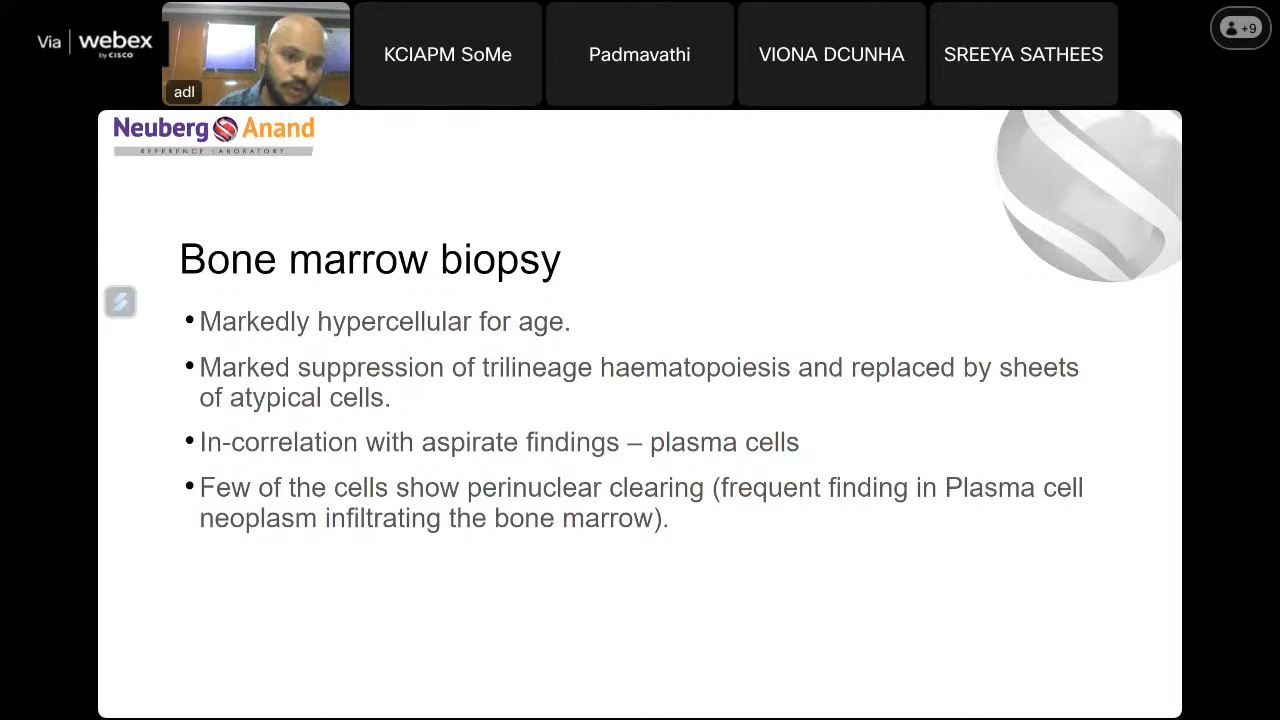 Via webex
by CISCO
adl
KCIAPM SoMe
Padmavathi
VIONA DCUNHA
SREEYA SATHEES
+9
Neuberg Anand
REFERENCE LABORATORY
Bone marrow biopsy
•Markedly hypercellular for age.
•Marked suppression of trilineage haematopoiesis and replaced by sheets
of atypical cells.
•In-correlation with aspirate findings – plasma cells
•Few of the cells show perinuclear clearing (frequent finding in Plasma cell
neoplasm infiltrating the bone marrow).